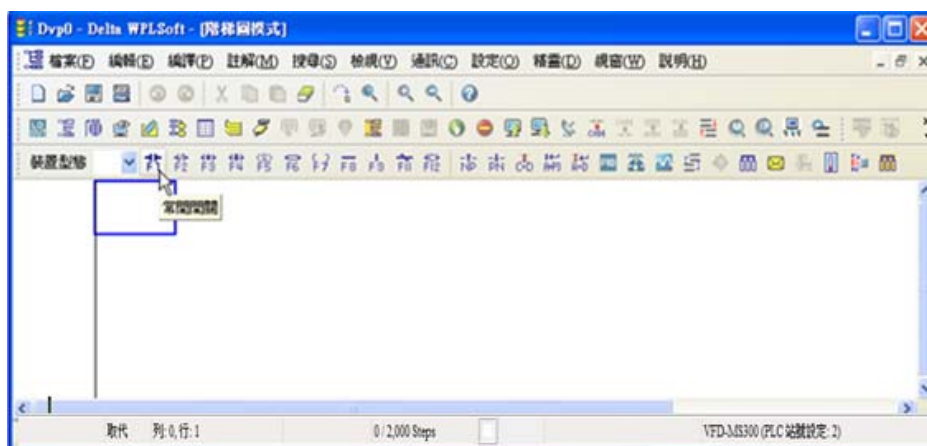 Dvp0 - Delta WPLSoft - [階梯圖模式]
檔案(F) 編輯(E) 編譯(P) 註解(M) 搜尋(S) 檢視(V) 通訊(C) 設定(O) 精靈(D) 視窗(W) 說明(H)
裝置型態
常開開關
取代 列: 0, 行: 1 0 / 2,000 Steps VFD-MS300 (PLC 站號設定: 2)